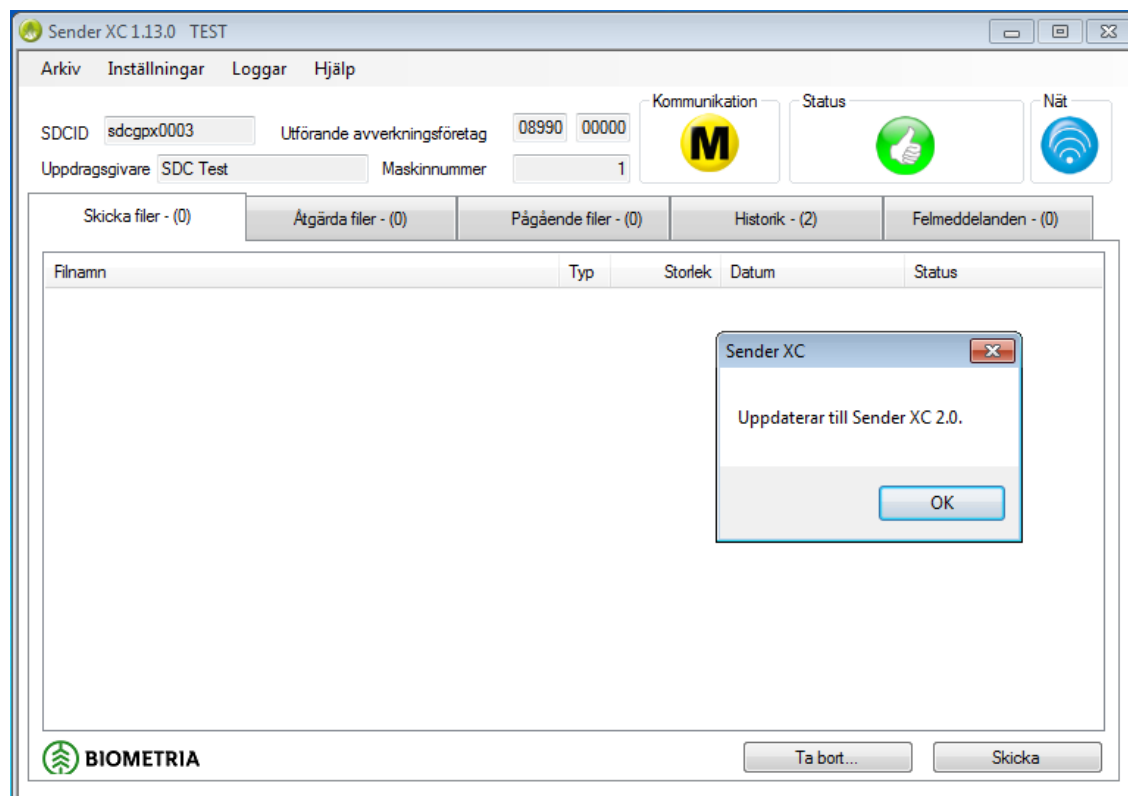 Sender XC 1.13.0 TEST
Arkiv Inställningar Loggar Hjälp
Kommunikation Status Nät
SDCID sdcgpx0003 Utförande avverkningsföretag 08990 00000
M
Uppdragsgivare SDC Test Maskinnummer 1
Skicka filer - (0) Åtgärda filer - (0) Pågående filer - (0) Historik - (2) Felmeddelanden - (0)
Filnamn Typ Storlek Datum Status
Sender XC
Uppdaterar till Sender XC 2.0.
OK
BIOMETRIA Ta bort... Skicka